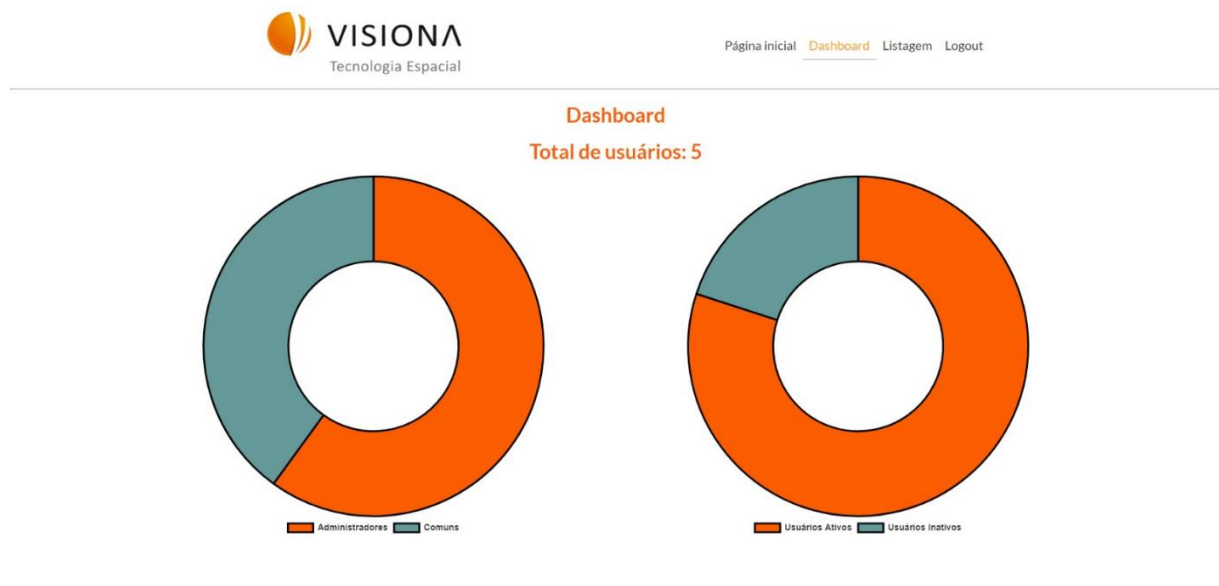 VISIONA
Tecnologia Espacial
Página inicial Dashboard Listagem Logout
Dashboard
Total de usuários: 5
Administradores Comuns
Usuários Ativos Usuários Inativos